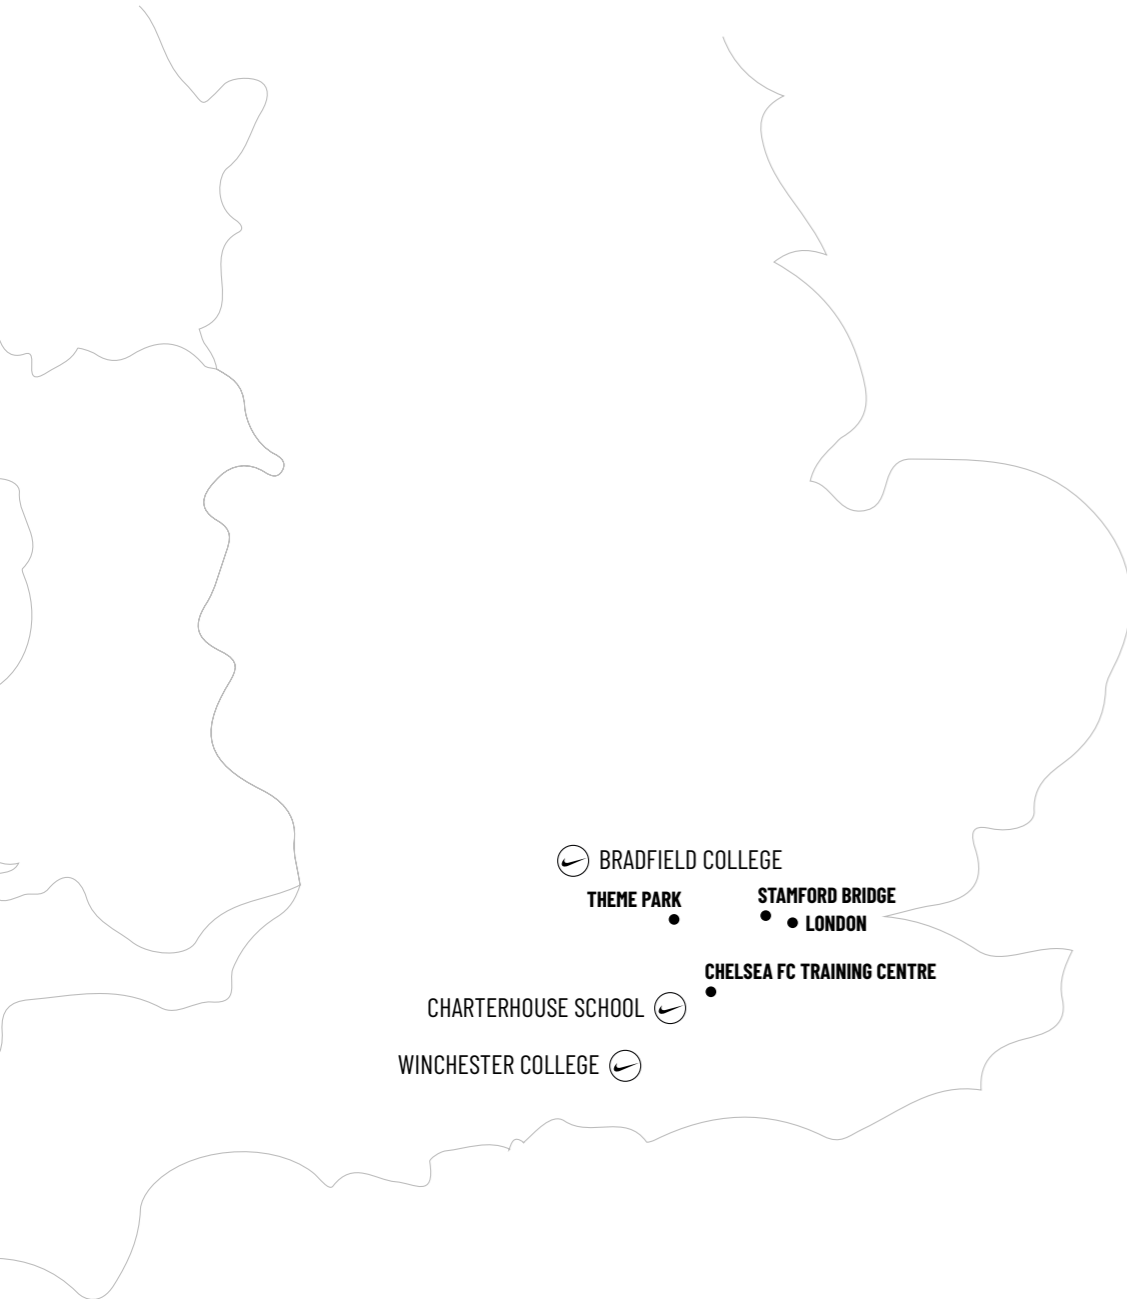 BRADFIELD COLLEGE
THEME PARK
STAMFORD BRIDGE
LONDON
CHELSEA FC TRAINING CENTRE
CHARTERHOUSE SCHOOL
WINCHESTER COLLEGE